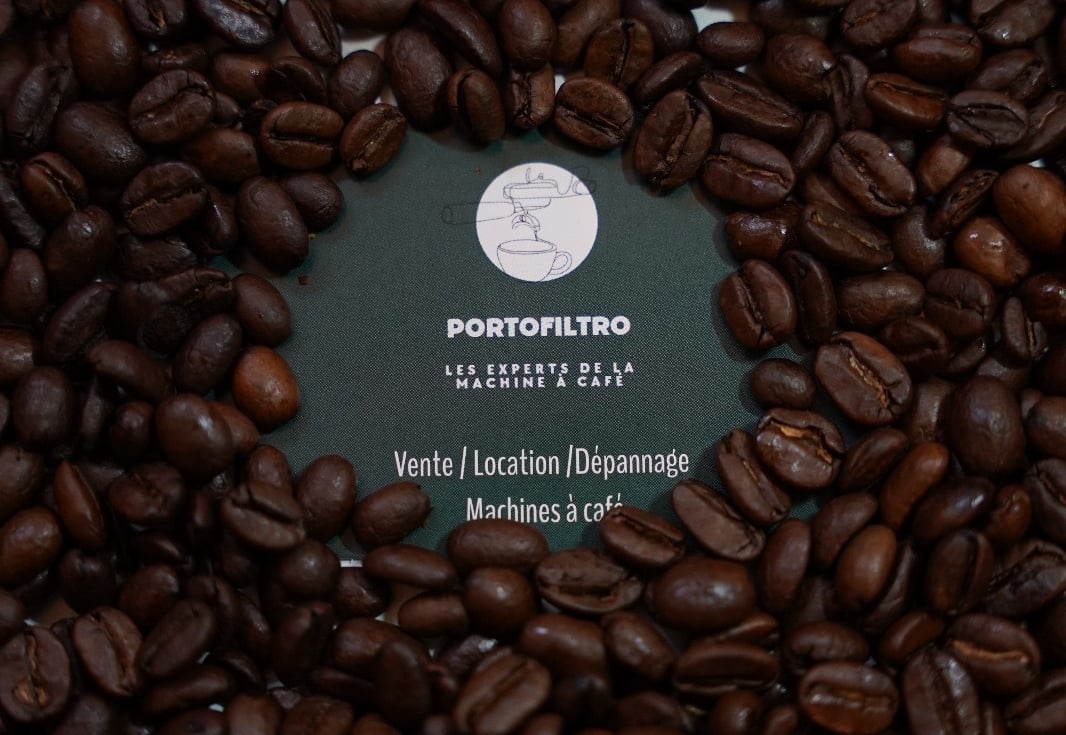 PORTOFILTRO
LES EXPERTS DE LA
MACHINE À CAFÉ
Vente / Location /Dépannage
Machines à café